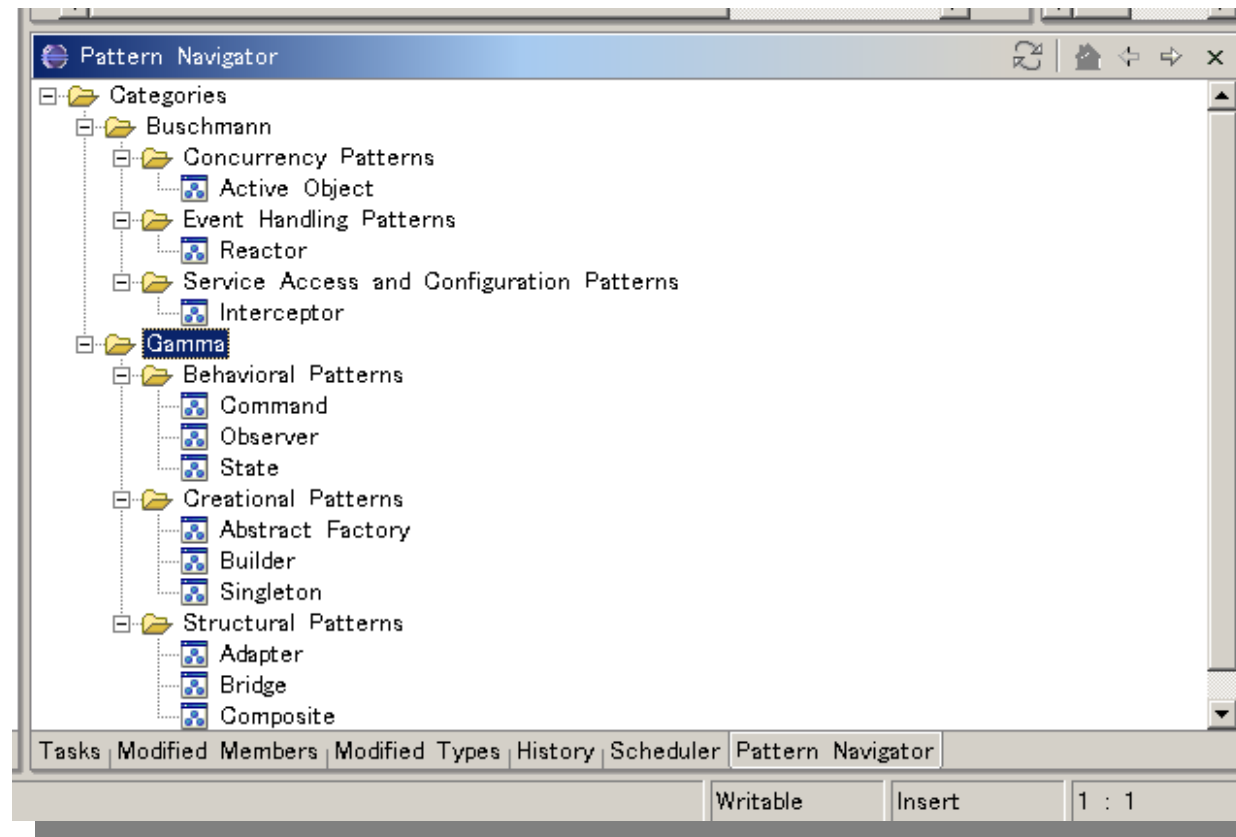 Pattern Navigator
Categories
Buschmann
Concurrency Patterns
Active Object
Event Handling Patterns
Reactor
Service Access and Configuration Patterns
Interceptor
Gamma
Behavioral Patterns
Command
Observer
State
Creational Patterns
Abstract Factory
Builder
Singleton
Structural Patterns
Adapter
Bridge
Composite
Tasks Modified Members Modified Types History Scheduler Pattern Navigator
Writable Insert 1 : 1